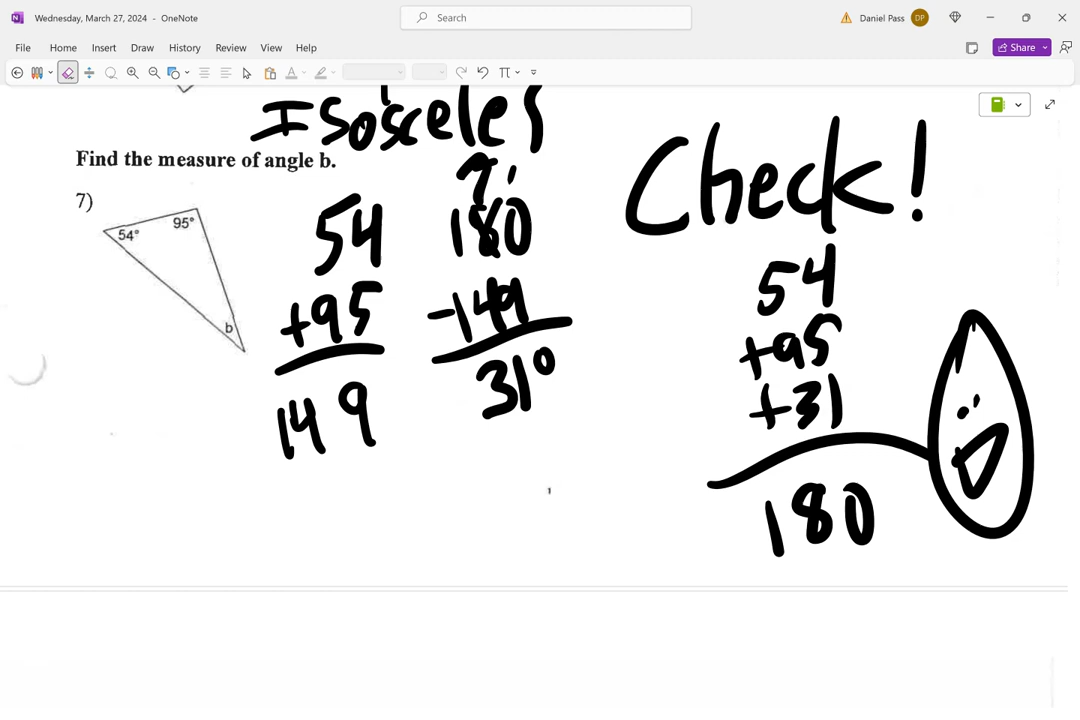 Wednesday, March 27, 2024 - OneNote
Search
Daniel Pass DP
File Home Insert Draw History Review View Help
Share
Isosceles
Find the measure of angle b.
7)
54°
95°
b
54
+95
149
180
-149
31°
Check!
54
+95
+31
180